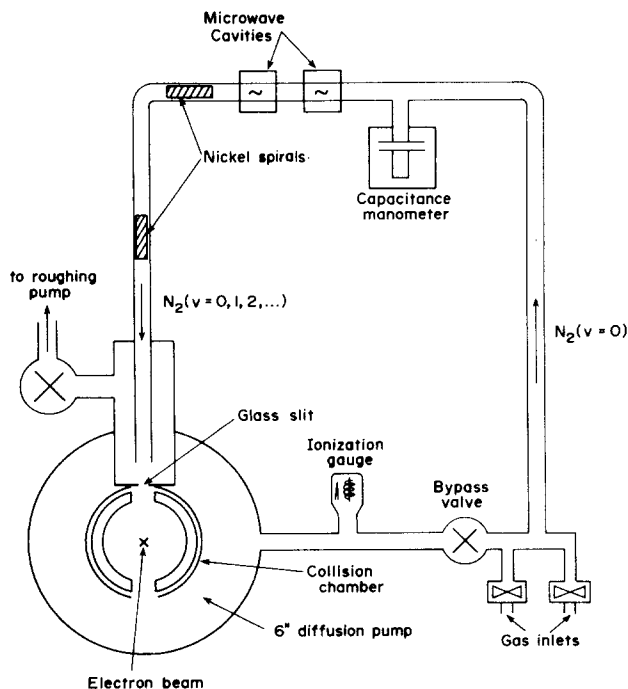 Microwave
Cavities
~
~
Nickel spirals
Capacitance
manometer
to roughing
pump
N₂(v=0,1,2,...)
N₂(v=0)
Glass slit
Ionization
gauge
Bypass
valve
Collision
chamber
6" diffusion pump
Gas inlets
Electron beam